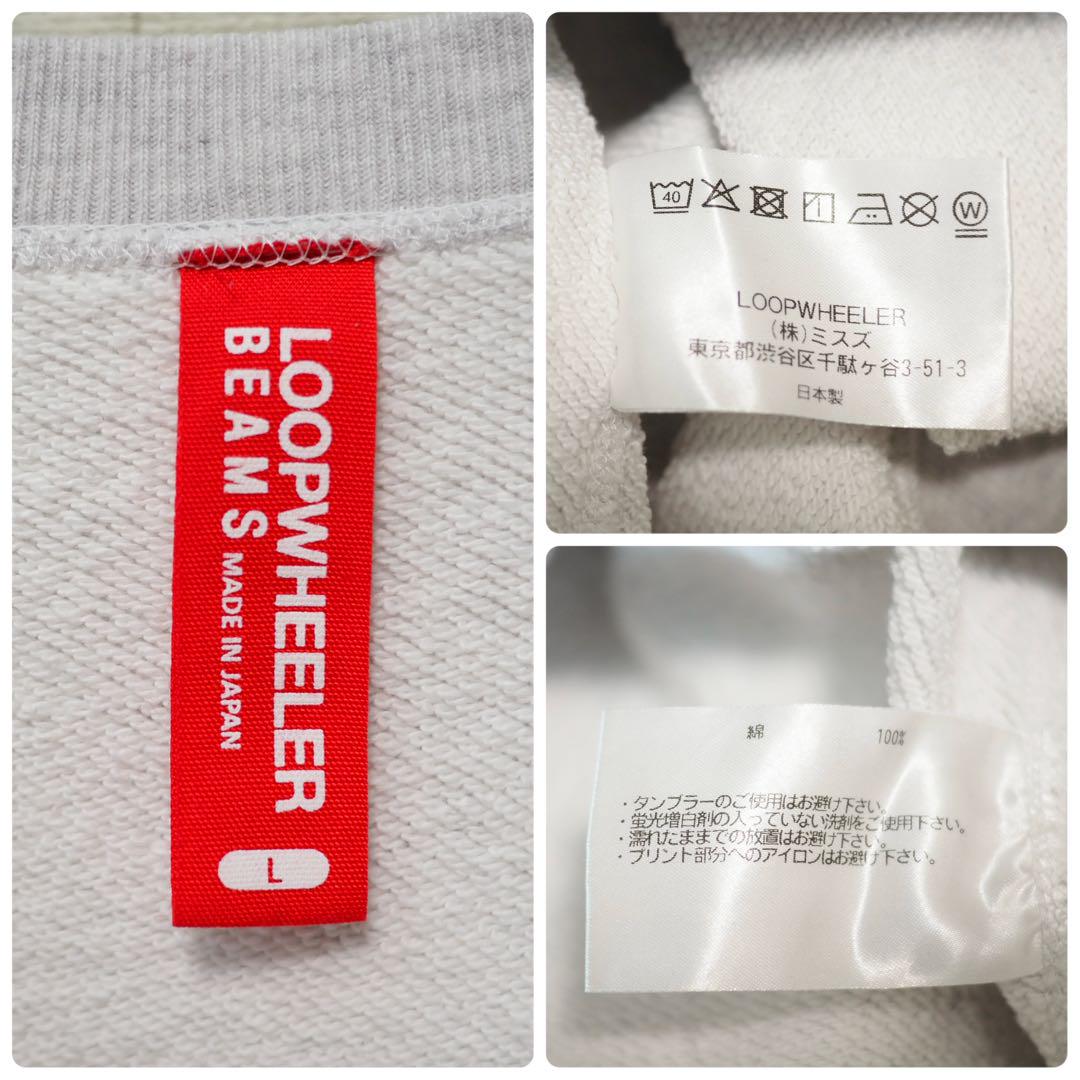 LOOPWHEELER
BEAMS MADE IN JAPAN
L
40
W
LOOPWHEELER
(株)ミスズ
東京都渋谷区千駄ヶ谷3-51-3
日本製
綿 100%
・タンブラーのご使用はお避け下さい。
・蛍光増白剤の入っていない洗剤をご使用下さい。
・濡れたままでの放置はお避け下さい。
・プリント部分へのアイロンはお避け下さい。